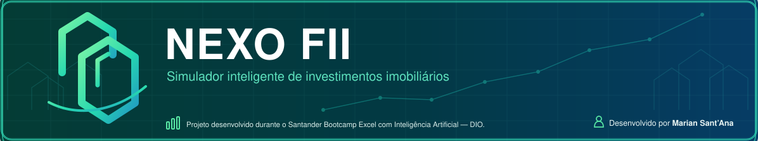 NEXO FII
Simulador inteligente de investimentos imobiliários
Projeto desenvolvido durante o Santander Bootcamp Excel com Inteligência Artificial — DIO.
Desenvolvido por Marian Sant'Ana